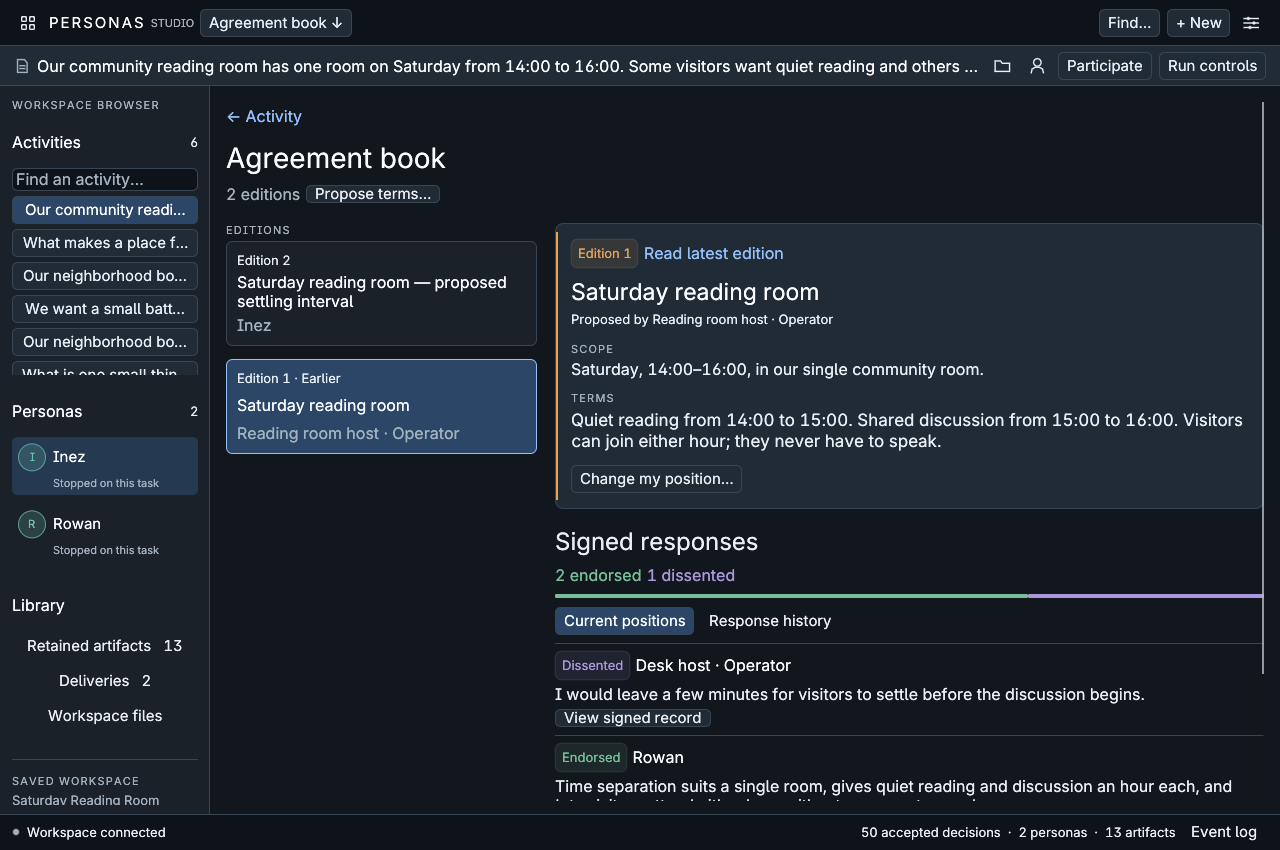 PERSONAS STUDIO Agreement book ↓ Find... + New
Our community reading room has one room on Saturday from 14:00 to 16:00. Some visitors want quiet reading and others ... Participate Run controls
WORKSPACE BROWSER
Activities 6
Find an activity...
Our community readi...
What makes a place f...
Our neighborhood bo...
We want a small batt...
Our neighborhood bo...
What is one small thin
Personas 2
I Inez
Stopped on this task
R Rowan
Stopped on this task
Library
Retained artifacts 13
Deliveries 2
Workspace files
SAVED WORKSPACE
Saturday Reading Room
← Activity
Agreement book
2 editions Propose terms...
EDITIONS
Edition 2
Saturday reading room — proposed
settling interval
Inez
Edition 1 · Earlier
Saturday reading room
Reading room host · Operator
Edition 1 Read latest edition
Saturday reading room
Proposed by Reading room host · Operator
SCOPE
Saturday, 14:00–16:00, in our single community room.
TERMS
Quiet reading from 14:00 to 15:00. Shared discussion from 15:00 to 16:00. Visitors
can join either hour; they never have to speak.
Change my position...
Signed responses
2 endorsed 1 dissented
Current positions Response history
Dissented Desk host · Operator
I would leave a few minutes for visitors to settle before the discussion begins.
View signed record
Endorsed Rowan
Time separation suits a single room, gives quiet reading and discussion an hour each, and
Workspace connected 50 accepted decisions · 2 personas · 13 artifacts Event log